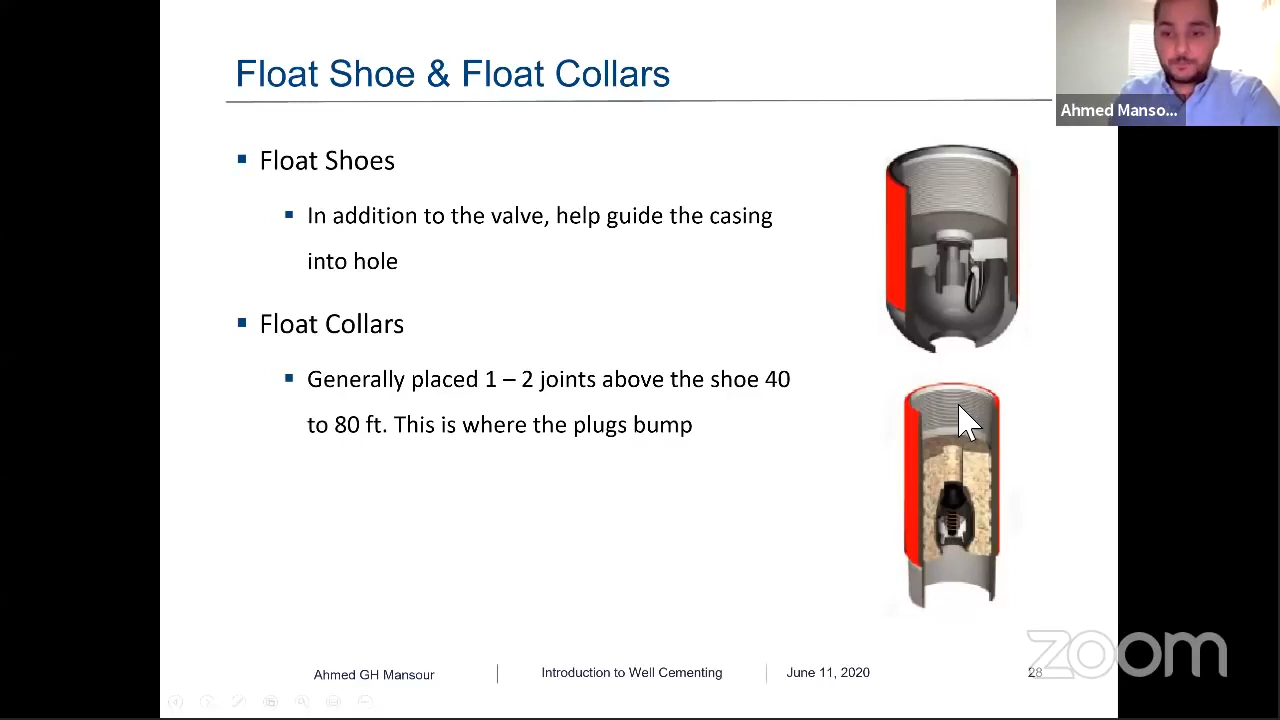 Float Shoe & Float Collars
Ahmed Manso...
Float Shoes
In addition to the valve, help guide the casing
into hole
Float Collars
Generally placed 1 – 2 joints above the shoe 40
to 80 ft. This is where the plugs bump
Ahmed GH Mansour
Introduction to Well Cementing
June 11, 2020
28
zoom